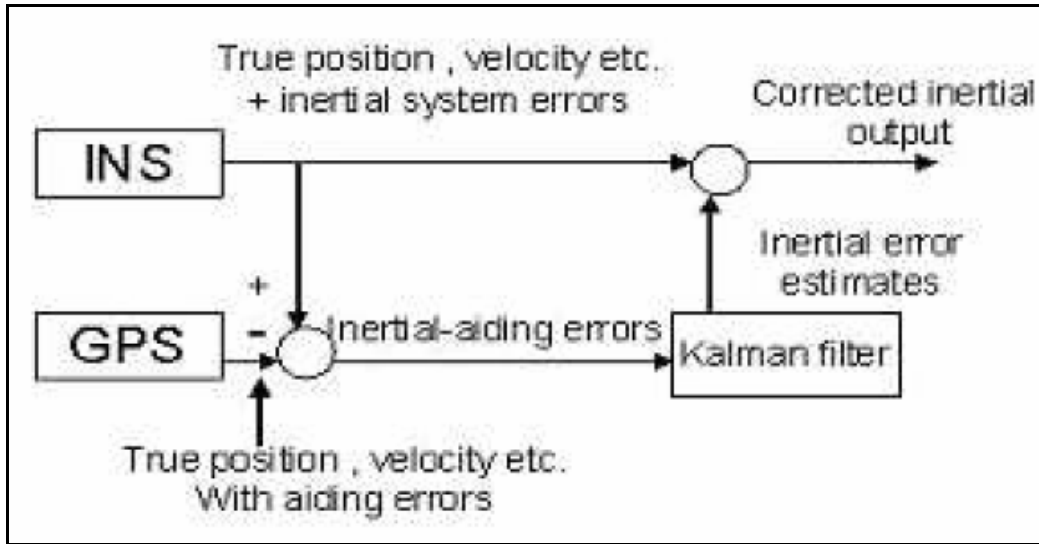 True position , velocity etc.
+ inertial system errors
Corrected inertial
output
INS
Inertial error
estimates
+
-
GPS
Inertial-aiding errors
Kalman filter
True position , velocity etc.
With aiding errors